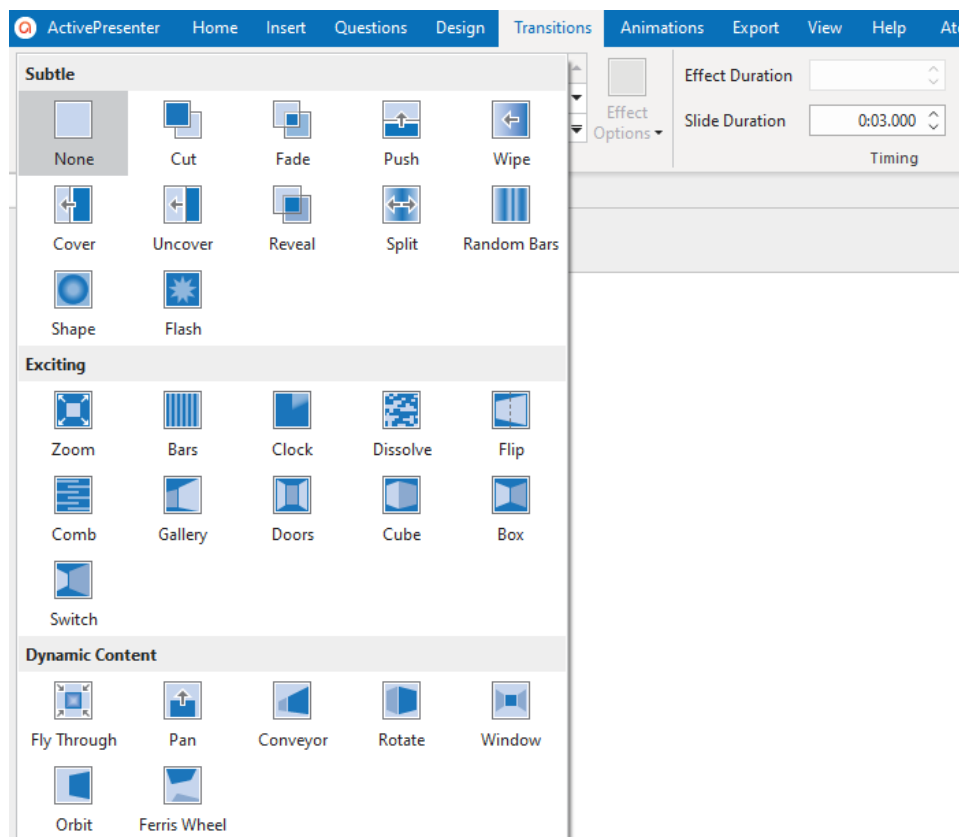 ActivePresenter Home Insert Questions Design Transitions Animations Export View Help
Subtle
None Cut Fade Push Wipe
Cover Uncover Reveal Split Random Bars
Shape Flash
Exciting
Zoom Bars Clock Dissolve Flip
Comb Gallery Doors Cube Box
Switch
Dynamic Content
Fly Through Pan Conveyor Rotate Window
Orbit Ferris Wheel
Effect
Options
Effect Duration
Slide Duration 0:03.000
Timing